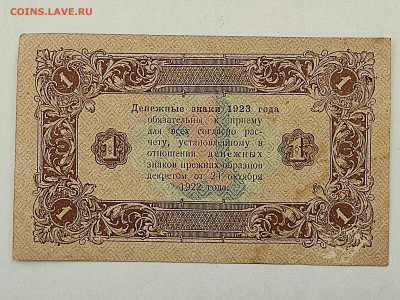 COINS.LAVE.RU
1 1
Денежные знаки 1923 года
обязательны к приему
для всех согласно рас-
чету, установленному в
отношении денежных
знаков прежних образцов
декретом от 24 октября
1922 года.
1 1
1 1